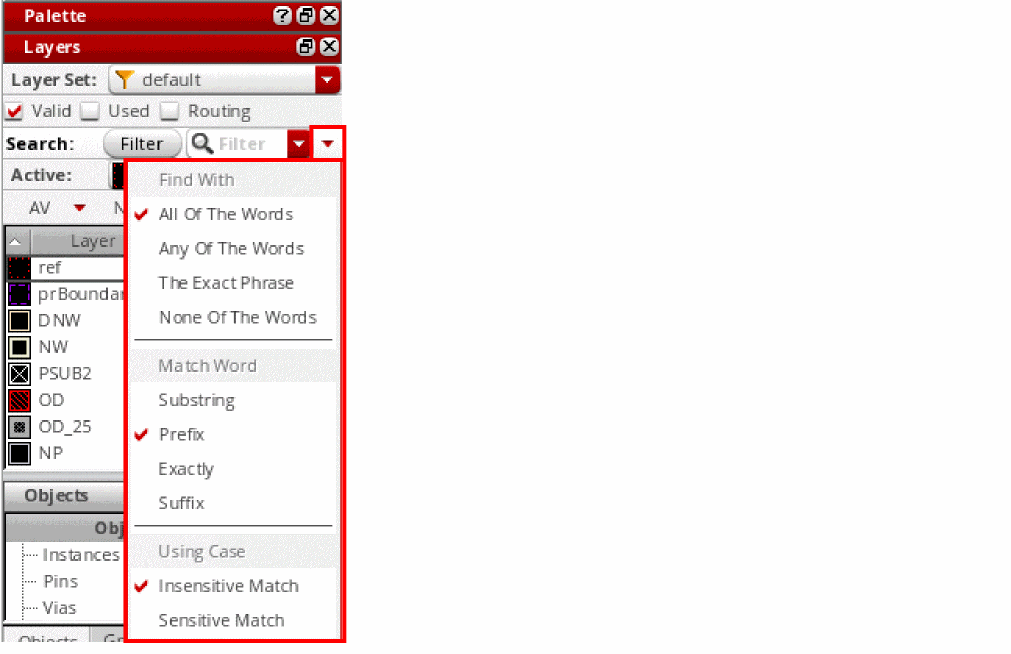 Palette
Layers
Layer Set: default
Valid Used Routing
Search: Filter Filter
Active:
AV N
Layer
ref
prBoundar
DNW
NW
PSUB2
OD
OD_25
NP
Objects
Obj
Instances
Pins
Vias
Objects
Find With
All Of The Words
Any Of The Words
The Exact Phrase
None Of The Words
Match Word
Substring
Prefix
Exactly
Suffix
Using Case
Insensitive Match
Sensitive Match